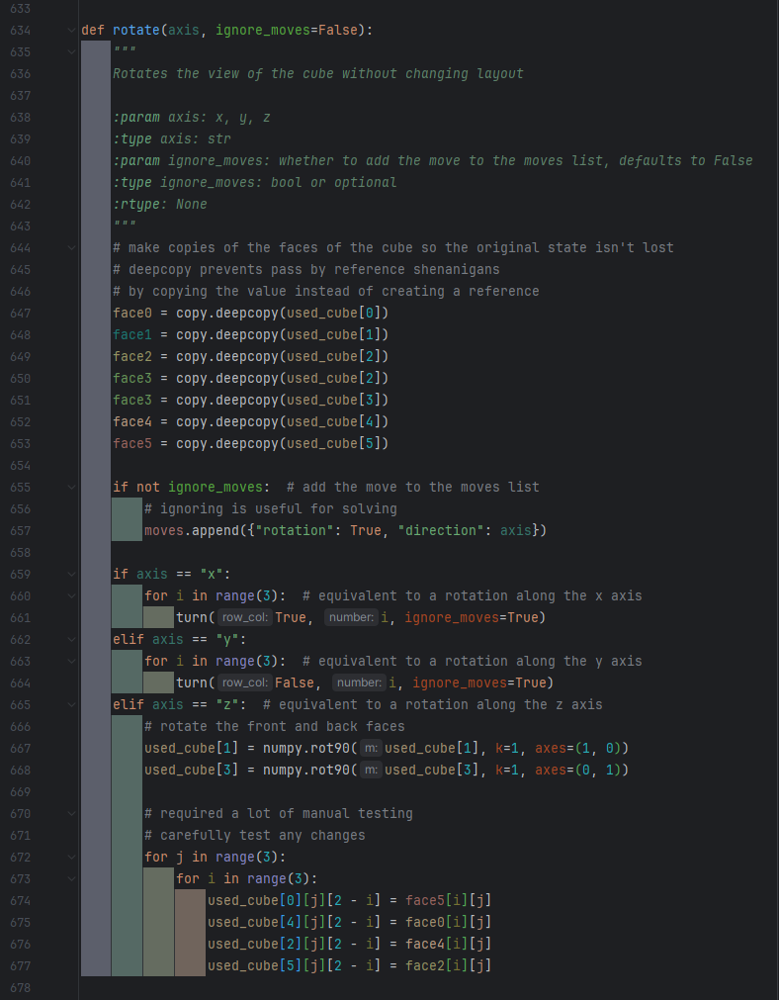 633
634 def rotate(axis, ignore_moves=False):
635 """
636 Rotates the view of the cube without changing layout
637
638 :param axis: x, y, z
639 :type axis: str
640 :param ignore_moves: whether to add the move to the moves list, defaults to False
641 :type ignore_moves: bool or optional
642 :rtype: None
643 """
644 # make copies of the faces of the cube so the original state isn't lost
645 # deepcopy prevents pass by reference shenanigans
646 # by copying the value instead of creating a reference
647 face0 = copy.deepcopy(used_cube[0])
648 face1 = copy.deepcopy(used_cube[1])
649 face2 = copy.deepcopy(used_cube[2])
650 face3 = copy.deepcopy(used_cube[2])
651 face3 = copy.deepcopy(used_cube[3])
652 face4 = copy.deepcopy(used_cube[4])
653 face5 = copy.deepcopy(used_cube[5])
654
655 if not ignore_moves:  # add the move to the moves list
656 # ignoring is useful for solving
657 moves.append({"rotation": True, "direction": axis})
658
659 if axis == "x":
660 for i in range(3):  # equivalent to a rotation along the x axis
661 turn( row_col: True, number: i, ignore_moves=True)
662 elif axis == "y":
663 for i in range(3):  # equivalent to a rotation along the y axis
664 turn( row_col: False, number: i, ignore_moves=True)
665 elif axis == "z":  # equivalent to a rotation along the z axis
666 # rotate the front and back faces
667 used_cube[1] = numpy.rot90( m: used_cube[1], k=1, axes=(1, 0))
668 used_cube[3] = numpy.rot90( m: used_cube[3], k=1, axes=(0, 1))
669
670 # required a lot of manual testing
671 # carefully test any changes
672 for j in range(3):
673 for i in range(3):
674 used_cube[0][j][2 - i] = face5[i][j]
675 used_cube[4][j][2 - i] = face0[i][j]
676 used_cube[2][j][2 - i] = face4[i][j]
677 used_cube[5][j][2 - i] = face2[i][j]
678